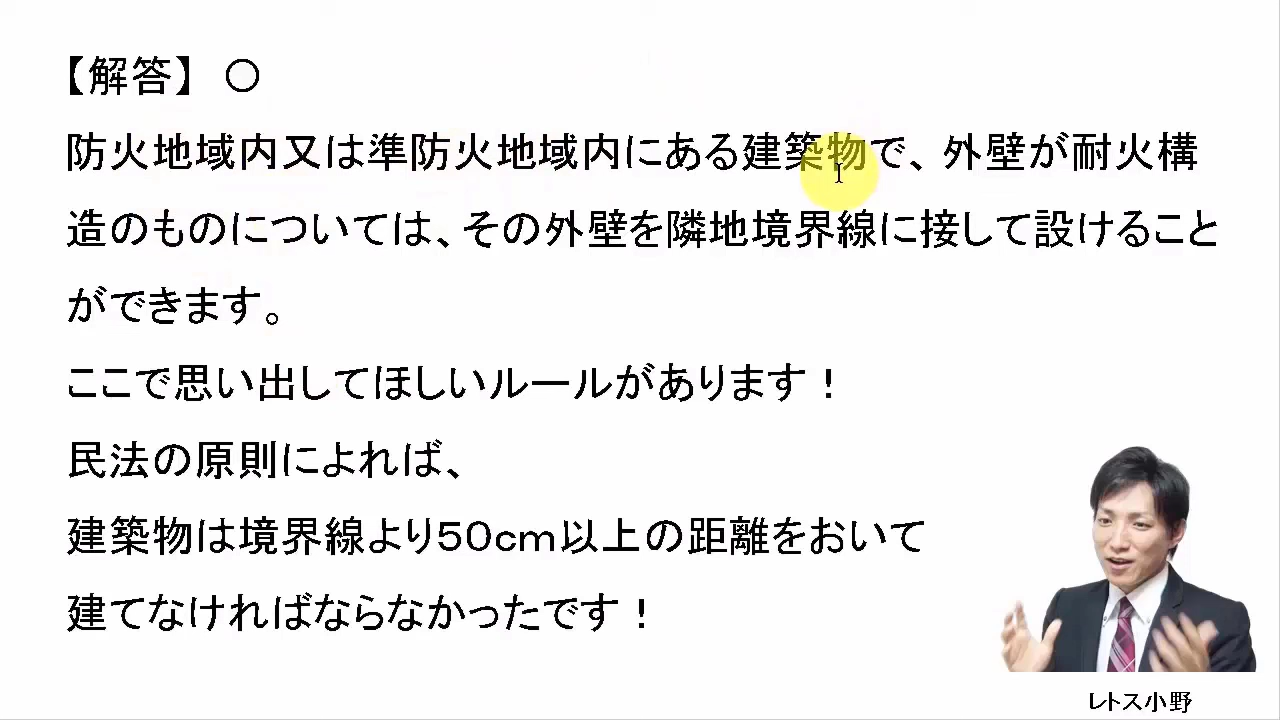 【解答】 ○
防火地域内又は準防火地域内にある建築物で、外壁が耐火構
造のものについては、その外壁を隣地境界線に接して設けること
ができます。
ここで思い出してほしいルールがあります！
民法の原則によれば、
建築物は境界線より50cm以上の距離をおいて
建てなければならなかったです！
レトス小野